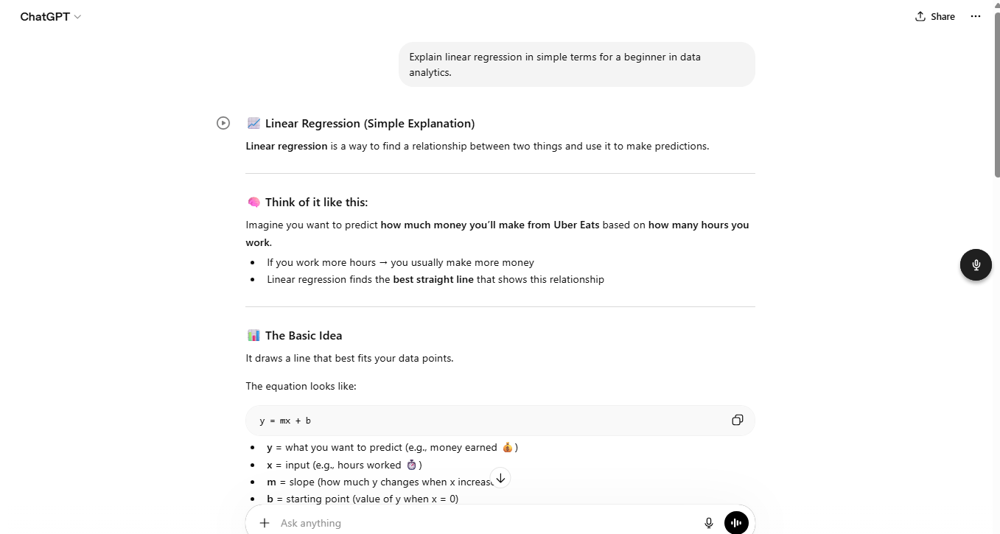 ChatGPT
Share
Explain linear regression in simple terms for a beginner in data
analytics.
📈 Linear Regression (Simple Explanation)
Linear regression is a way to find a relationship between two things and use it to make predictions.
🧠 Think of it like this:
Imagine you want to predict how much money you’ll make from Uber Eats based on how many hours you
work.
• If you work more hours → you usually make more money
• Linear regression finds the best straight line that shows this relationship
📊 The Basic Idea
It draws a line that best fits your data points.
The equation looks like:
y = mx + b
• y = what you want to predict (e.g., money earned 💰)
• x = input (e.g., hours worked ⏱️)
• m = slope (how much y changes when x increas
• b = starting point (value of y when x = 0)
Ask anything